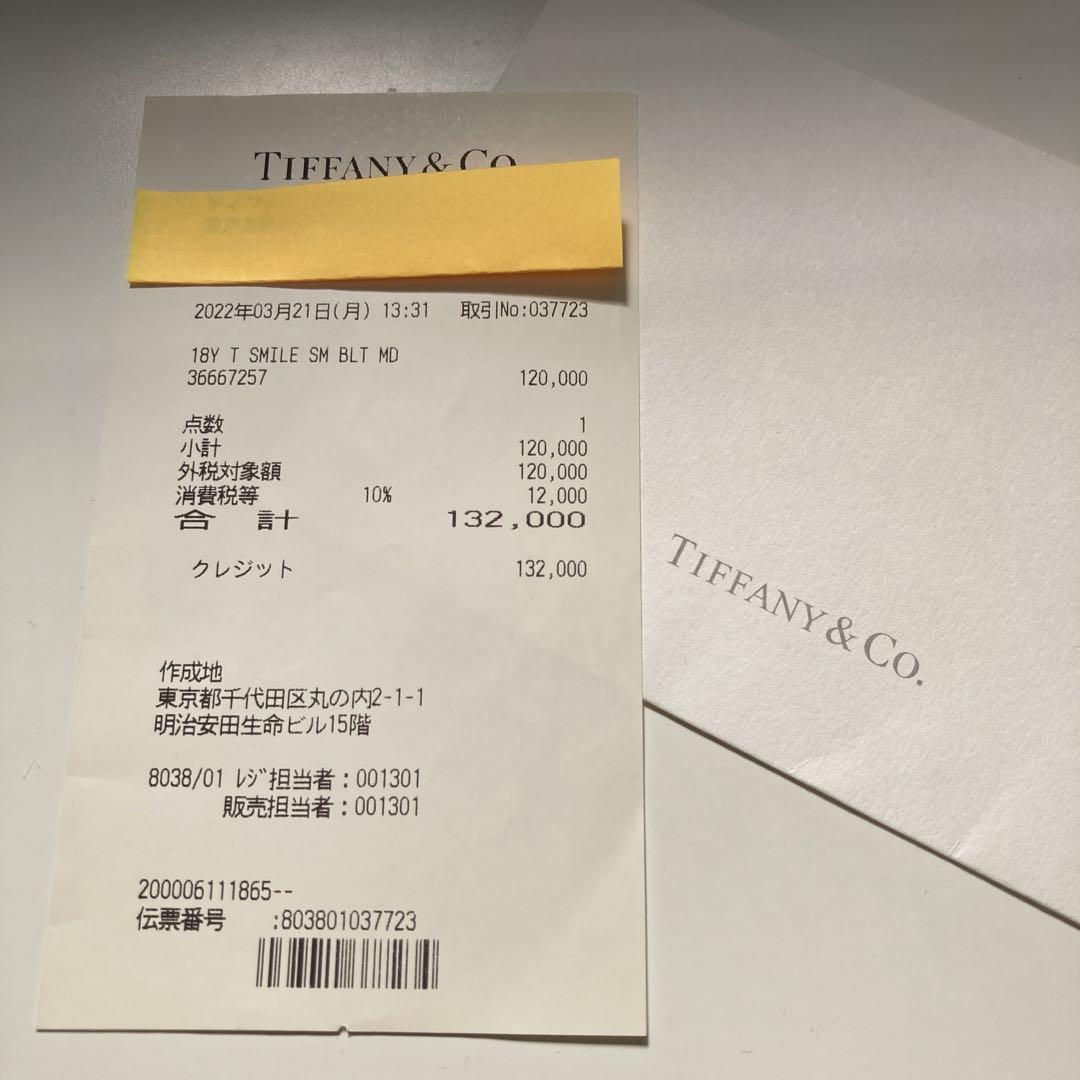 TIFFANY & CO.
2022年03月21日(月) 13:31 取引No:037723
18Y T SMILE SM BLT MD
36667257 120,000
点数 1
小計 120,000
外税対象額 120,000
消費税等 10% 12,000
合計 132,000
クレジット 132,000
作成地
東京都千代田区丸の内2-1-1
明治安田生命ビル15階
8038/01 ﾚｼﾞ担当者:001301
販売担当者:001301
200006111865--
伝票番号 :803801037723
TIFFANY & CO.